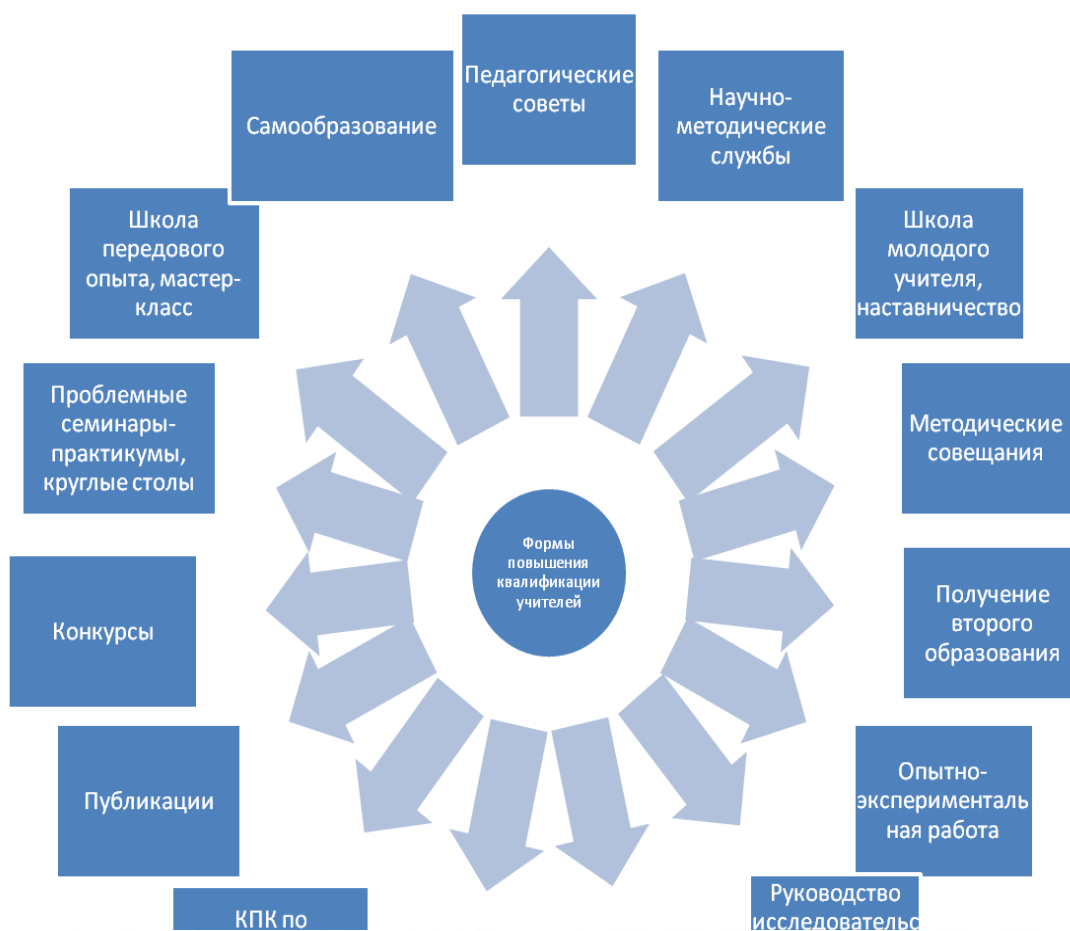 Педагогические
советы
Научно-
методические
службы
Школа
молодого
учителя,
наставничество
Методические
совещания
Получение
второго
образования
Опытно-
эксперименталь
ная работа
Руководство
исследовательс
КПК по
Публикации
Конкурсы
Проблемные
семинары-
практикумы,
круглые столы
Школа
передового
опыта, мастер-
класс
Самообразование
Формы
повышения
квалификации
учителей